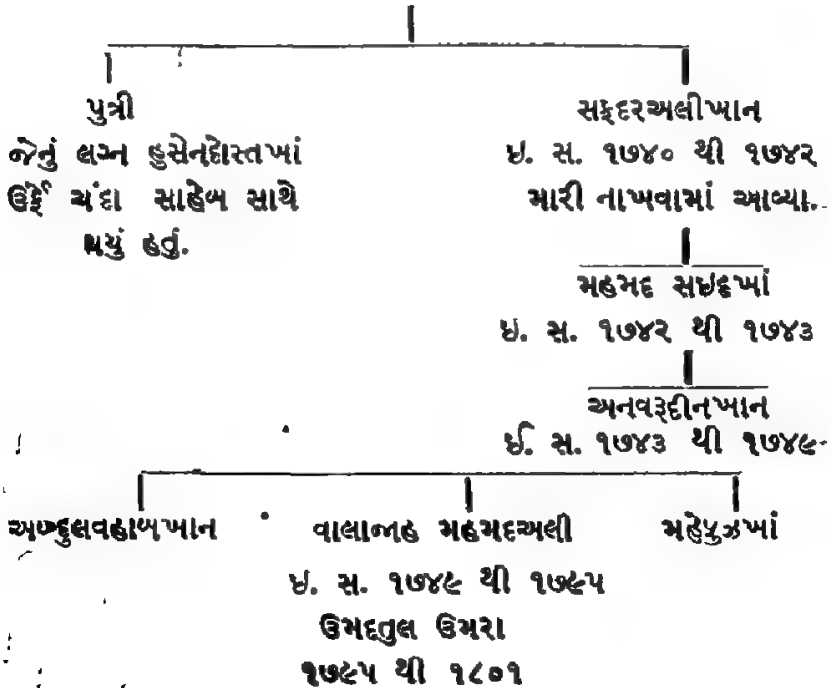 પુત્રી
જેનું લગ્ન હુસેનદોસ્તખાં
ઉર્ફે ચંદા સાહેબ સાથે
થયું હતું.
સફદરઅલીખાન
ઇ. સ. ૧૭૪૦ થી ૧૭૪૨
મારી નાખવામાં આવ્યા.
મહમદ સઇદખાં
ઇ. સ. ૧૭૪૨ થી ૧૭૪૩
અનવરૂદીનખાન
ઈ. સ. ૧૭૪૩ થી ૧૭૪૯
અબ્દુલવહાબખાન
વાલાજાહ મહમદઅલી
મહેફુઝખાં
ઇ. સ. ૧૭૪૯ થી ૧૭૯૫
ઉમદતુલ ઉમરા
૧૭૯૫ થી ૧૮૦૧